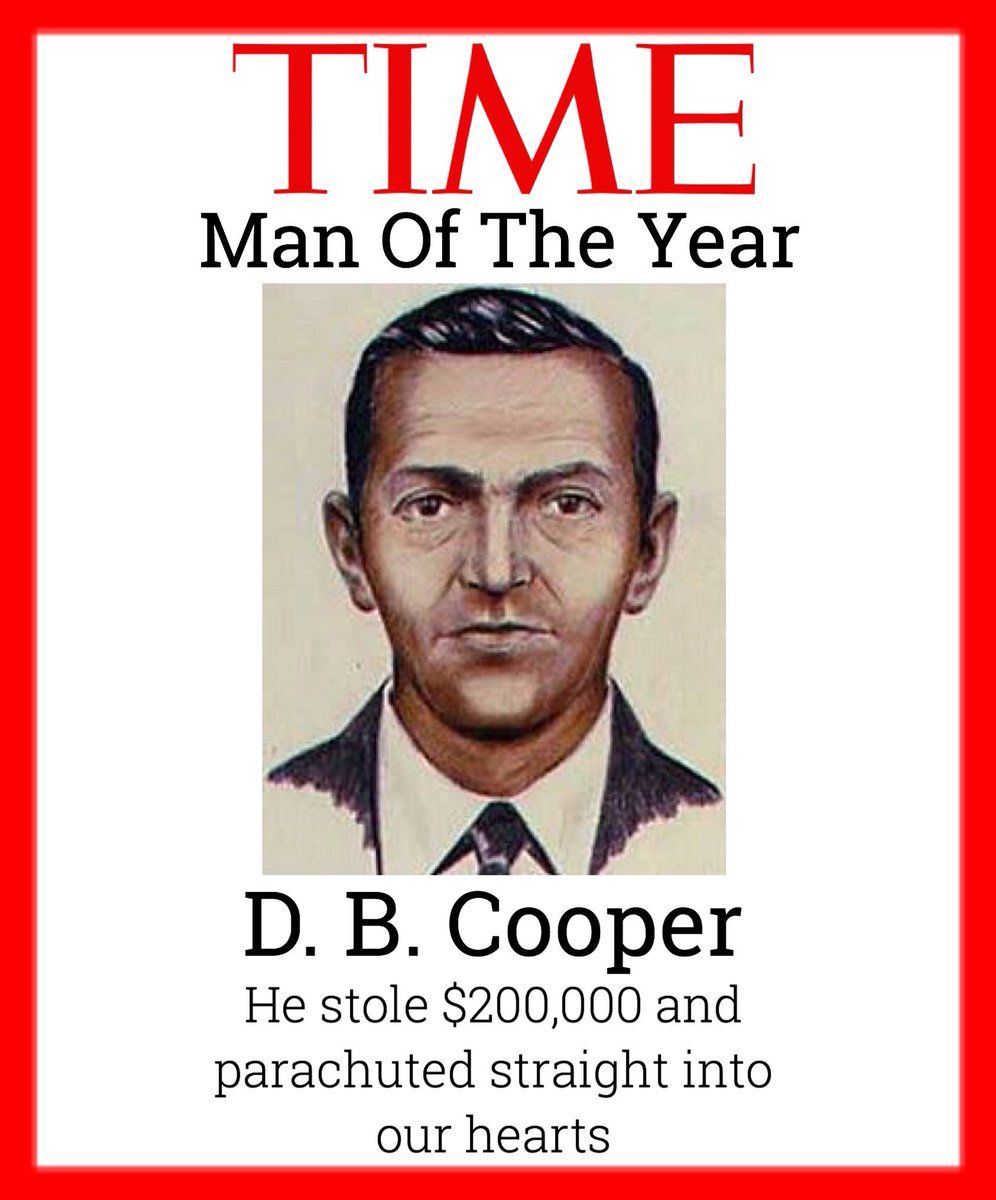 TIME
Man Of The Year
D. B. Cooper
He stole $200,000 and
parachuted straight into
our hearts